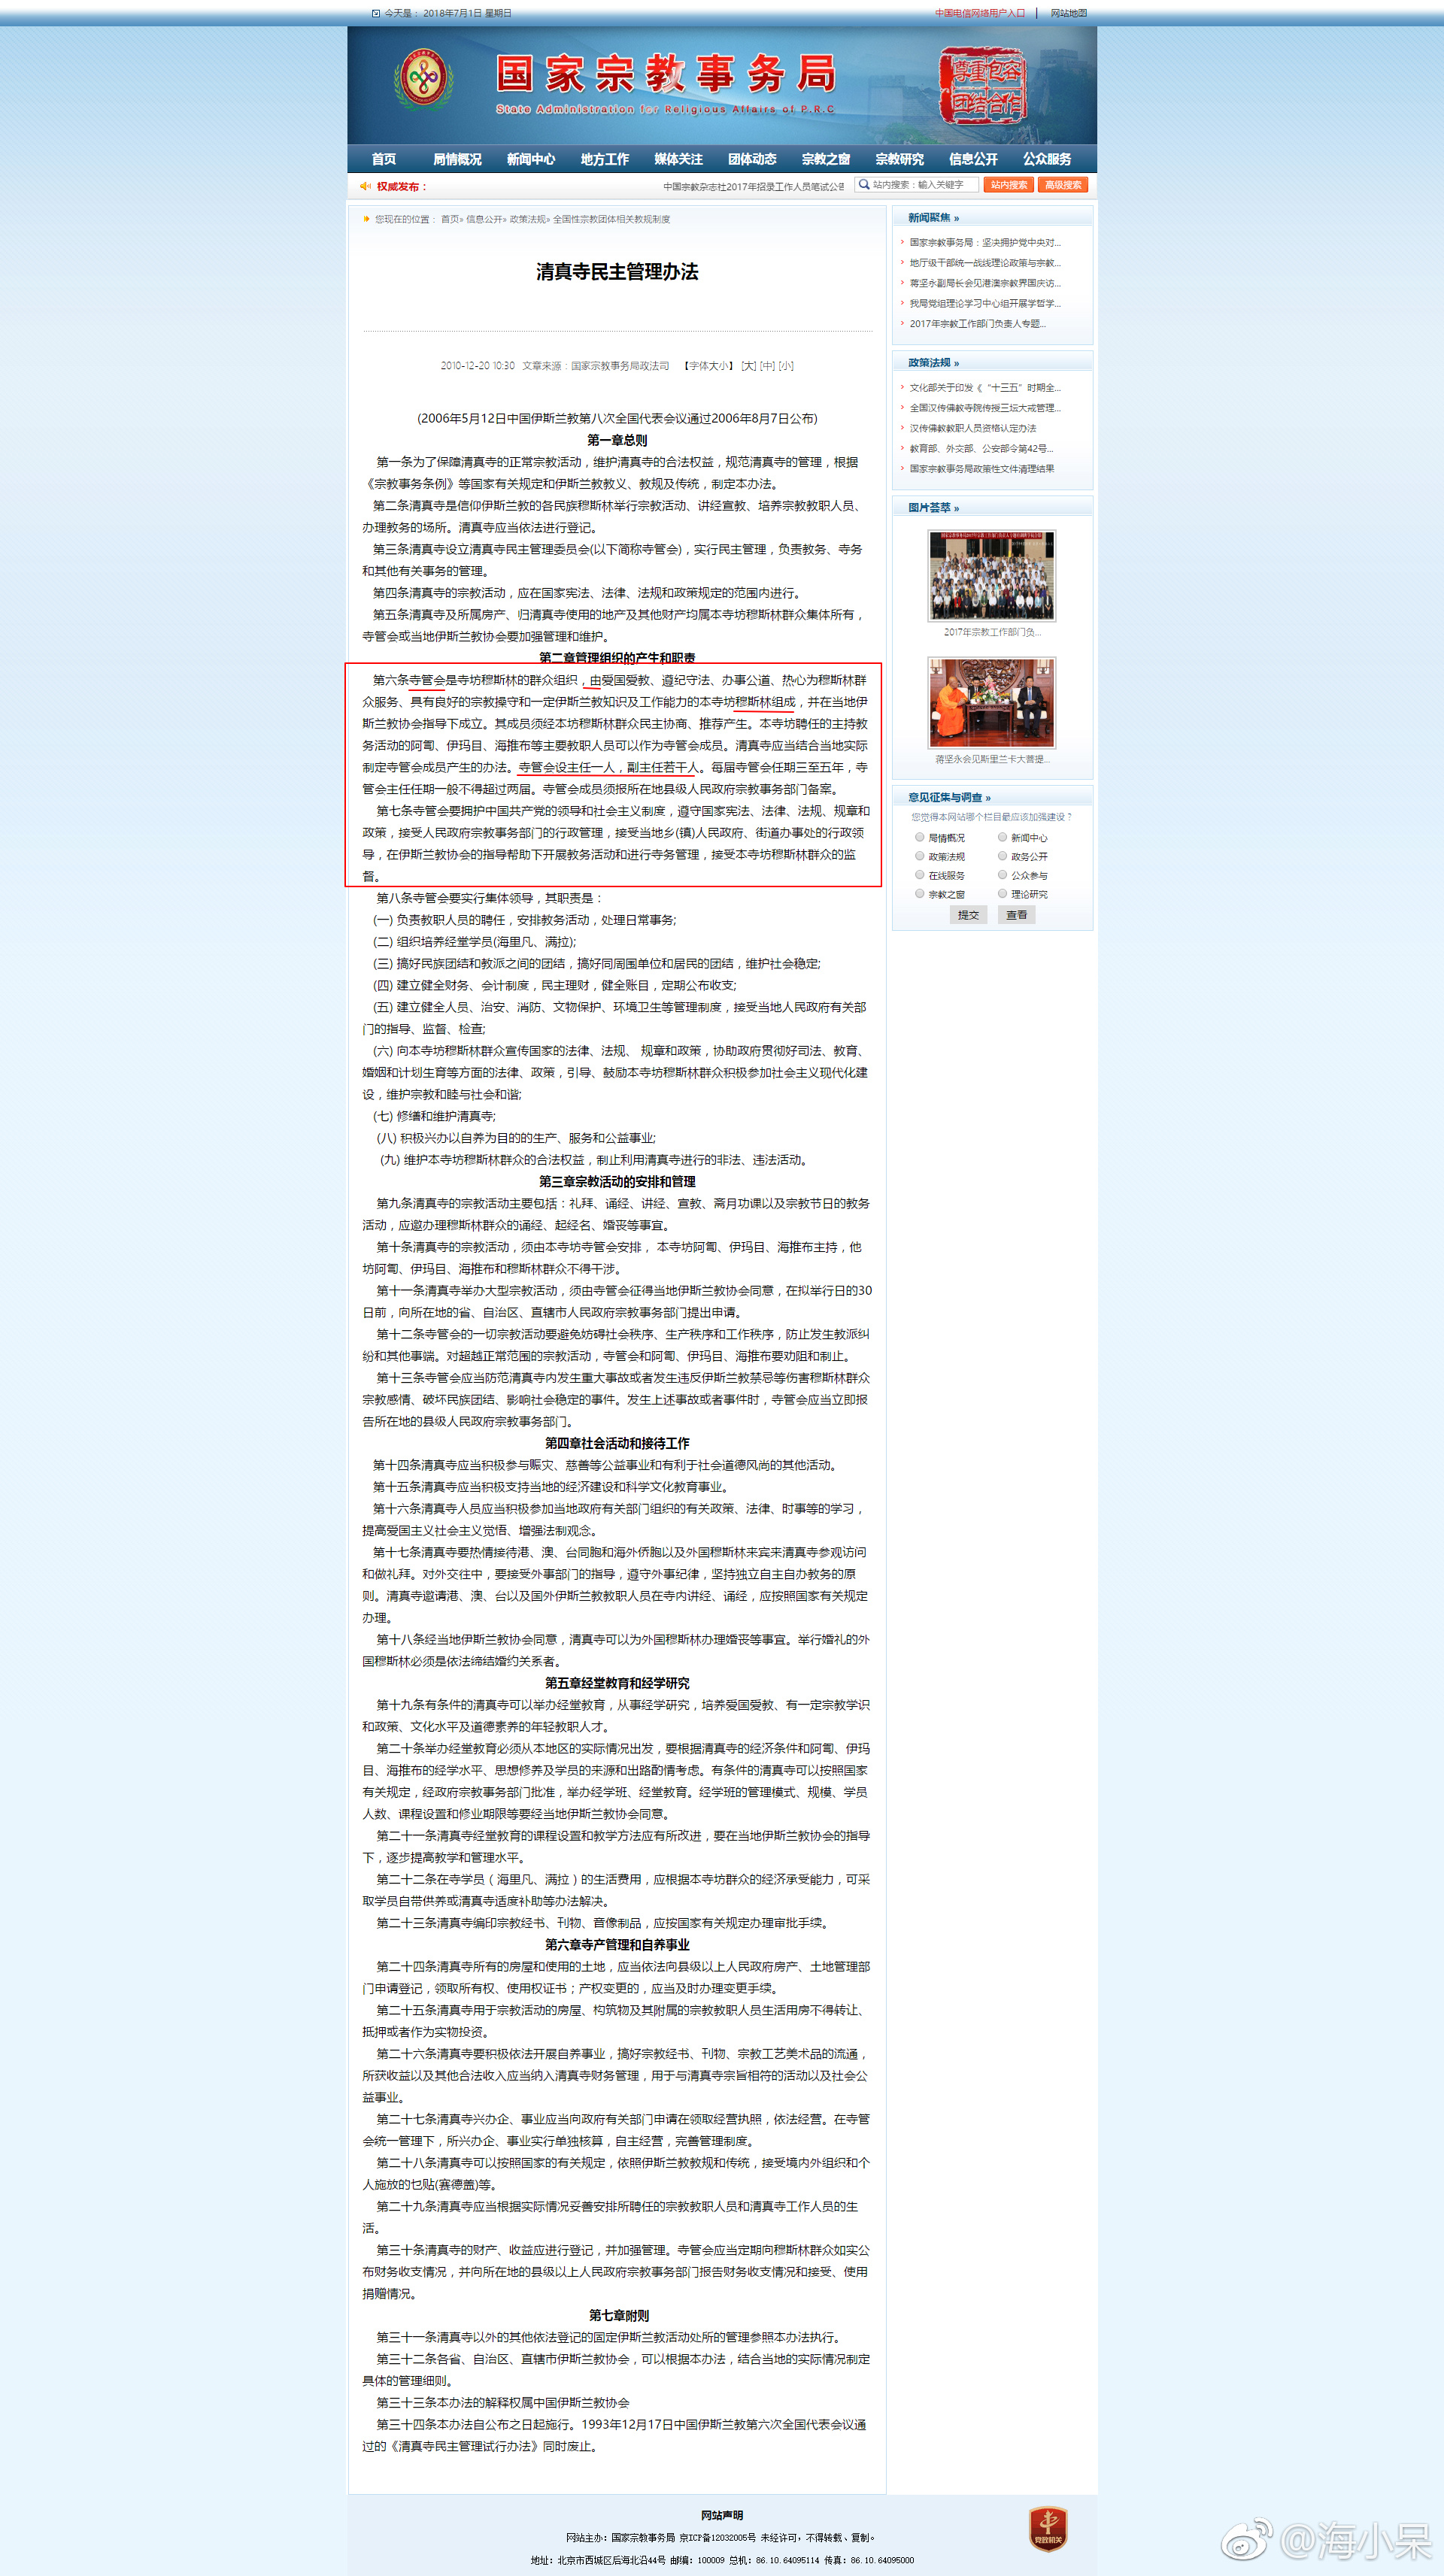 今天是： 2018年7月1日 星期日
中国电信网络用户入口 | 网站地图
国家宗教事务局
State Administration for Religious Affairs of P.R.C
尊重包容
团结合作
首页 局情概况 新闻中心 地方工作 媒体关注 团体动态 宗教之窗 宗教研究 信息公开 公众服务
权威发布：
中国宗教杂志社2017年招录工作人员笔试公告
站内搜索：输入关键字 站内搜索 高级搜索
您现在的位置： 首页» 信息公开» 政策法规» 全国性宗教团体相关教规制度
清真寺民主管理办法
2010-12-20 10:30 文章来源：国家宗教事务局政法司 【字体大小】 [大] [中] [小]
(2006年5月12日中国伊斯兰教第八次全国代表会议通过2006年8月7日公布)
第一章总则
第一条为了保障清真寺的正常宗教活动，维护清真寺的合法权益，规范清真寺的管理，根据
《宗教事务条例》等国家有关规定和伊斯兰教教义、教规及传统，制定本办法。
第二条清真寺是信仰伊斯兰教的各民族穆斯林举行宗教活动、讲经宣教、培养宗教教职人员、
办理教务的场所。清真寺应当依法进行登记。
第三条清真寺设立清真寺民主管理委员会(以下简称寺管会)，实行民主管理，负责教务、寺务
和其他有关事务的管理。
第四条清真寺的宗教活动，应在国家宪法、法律、法规和政策规定的范围内进行。
第五条清真寺及所属房产、归清真寺使用的地产及其他财产均属本寺坊穆斯林群众集体所有，
寺管会或当地伊斯兰教协会要加强管理和维护。
第二章管理组织的产生和职责
第六条寺管会是寺坊穆斯林的群众组织，由爱国爱教、遵纪守法、办事公道、热心为穆斯林群
众服务、具有良好的宗教操守和一定伊斯兰教知识及工作能力的本寺坊穆斯林组成，并在当地伊
斯兰教协会指导下成立。其成员须经本坊穆斯林群众民主协商、推荐产生。本寺坊聘任的主持教
务活动的阿訇、伊玛目、海推布等主要教职人员可以作为寺管会成员。清真寺应当结合当地实际
制定寺管会成员产生的办法。寺管会设主任一人，副主任若干人。每届寺管会任期三至五年，寺
管会主任任期一般不得超过两届。寺管会成员须报所在地县级人民政府宗教事务部门备案。
第七条寺管会要拥护中国共产党的领导和社会主义制度，遵守国家宪法、法律、法规、规章和
政策，接受人民政府宗教事务部门的行政管理，接受当地乡(镇)人民政府、街道办事处的行政领
导，在伊斯兰教协会的指导帮助下开展教务活动和进行寺务管理，接受本寺坊穆斯林群众的监
督。
第八条寺管会要实行集体领导，其职责是：
(一) 负责教职人员的聘任，安排教务活动，处理日常事务;
(二) 组织培养经堂学员(海里凡、满拉);
(三) 搞好民族团结和教派之间的团结，搞好同周围单位和居民的团结，维护社会稳定;
(四) 建立健全财务、会计制度，民主理财，健全账目，定期公布收支;
(五) 建立健全人员、治安、消防、文物保护、环境卫生等管理制度，接受当地人民政府有关部
门的指导、监督、检查;
(六) 向本寺坊穆斯林群众宣传国家的法律、法规、 规章和政策，协助政府贯彻好司法、教育、
婚姻和计划生育等方面的法律、政策，引导、鼓励本寺坊穆斯林群众积极参加社会主义现代化建
设，维护宗教和睦与社会和谐;
(七) 修缮和维护清真寺;
(八) 积极兴办以自养为目的的生产、服务和公益事业;
(九) 维护本寺坊穆斯林群众的合法权益，制止利用清真寺进行的非法、违法活动。
第三章宗教活动的安排和管理
第九条清真寺的宗教活动主要包括：礼拜、诵经、讲经、宣教、斋月功课以及宗教节日的教务
活动，应邀办理穆斯林群众的诵经、起经名、婚丧等事宜。
第十条清真寺的宗教活动，须由本寺坊寺管会安排， 本寺坊阿訇、伊玛目、海推布主持，他
坊阿訇、伊玛目、海推布和穆斯林群众不得干涉。
第十一条清真寺举办大型宗教活动，须由寺管会征得当地伊斯兰教协会同意，在拟举行日的30
日前，向所在地的省、自治区、直辖市人民政府宗教事务部门提出申请。
第十二条寺管会的一切宗教活动要避免妨碍社会秩序、生产秩序和工作秩序，防止发生教派纠
纷和其他事端。对超越正常范围的宗教活动，寺管会和阿訇、伊玛目、海推布要劝阻和制止。
第十三条寺管会应当防范清真寺内发生重大事故或者发生违反伊斯兰教禁忌等伤害穆斯林群众
宗教感情、破坏民族团结、影响社会稳定的事件。发生上述事故或者事件时，寺管会应当立即报
告所在地的县级人民政府宗教事务部门。
第四章社会活动和接待工作
第十四条清真寺应当积极参与赈灾、慈善等公益事业和有利于社会道德风尚的其他活动。
第十五条清真寺应当积极支持当地的经济建设和科学文化教育事业。
第十六条清真寺人员应当积极参加当地政府有关部门组织的有关政策、法律、时事等的学习，
提高爱国主义社会主义觉悟、增强法制观念。
第十七条清真寺要热情接待港、澳、台同胞和海外侨胞以及外国穆斯林来宾来清真寺参观访问
和做礼拜。对外交往中，要接受外事部门的指导，遵守外事纪律，坚持独立自主自办教务的原
则。清真寺邀请港、澳、台以及国外伊斯兰教教职人员在寺内讲经、诵经，应按照国家有关规定
办理。
第十八条经当地伊斯兰教协会同意，清真寺可以为外国穆斯林办理婚丧等事宜。举行婚礼的外
国穆斯林必须是依法缔结婚约关系者。
第五章经堂教育和经学研究
第十九条有条件的清真寺可以举办经堂教育，从事经学研究，培养爱国爱教、有一定宗教学识
和政策、文化水平及道德素养的年轻教职人才。
第二十条举办经堂教育必须从本地区的实际情况出发，要根据清真寺的经济条件和阿訇、伊玛
目、海推布的经学水平、思想修养及学员的来源和出路酌情考虑。有条件的清真寺可以按照国家
有关规定，经政府宗教事务部门批准，举办经学班、经堂教育。经学班的管理模式、规模、学员
人数、课程设置和修业期限等要经当地伊斯兰教协会同意。
第二十一条清真寺经堂教育的课程设置和教学方法应有所改进，要在当地伊斯兰教协会的指导
下，逐步提高教学和管理水平。
第二十二条在寺学员（海里凡、满拉）的生活费用，应根据本寺坊群众的经济承受能力，可采
取学员自带供养或清真寺适度补助等办法解决。
第二十三条清真寺编印宗教经书、刊物、音像制品，应按国家有关规定办理审批手续。
第六章寺产管理和自养事业
第二十四条清真寺所有的房屋和使用的土地，应当依法向县级以上人民政府房产、土地管理部
门申请登记，领取所有权、使用权证书；产权变更的，应当及时办理变更手续。
第二十五条清真寺用于宗教活动的房屋、构筑物及其附属的宗教教职人员生活用房不得转让、
抵押或者作为实物投资。
第二十六条清真寺要积极依法开展自养事业，搞好宗教经书、刊物、宗教工艺美术品的流通，
所获收益以及其他合法收入应当纳入清真寺财务管理，用于与清真寺宗旨相符的活动以及社会公
益事业。
第二十七条清真寺兴办企、事业应当向政府有关部门申请在领取经营执照，依法经营。在寺管
会统一管理下，所兴办企、事业实行单独核算，自主经营，完善管理制度。
第二十八条清真寺可以按照国家的有关规定，依照伊斯兰教教规和传统，接受境内外组织和个
人施放的乜贴(赛德盖)等。
第二十九条清真寺应当根据实际情况妥善安排所聘任的宗教教职人员和清真寺工作人员的生
活。
第三十条清真寺的财产、收益应进行登记，并加强管理。寺管会应当定期向穆斯林群众如实公
布财务收支情况，并向所在地的县级以上人民政府宗教事务部门报告财务收支情况和接受、使用
捐赠情况。
第七章附则
第三十一条清真寺以外的其他依法登记的固定伊斯兰教活动处所的管理参照本办法执行。
第三十二条各省、自治区、直辖市伊斯兰教协会，可以根据本办法，结合当地的实际情况制定
具体的管理细则。
第三十三条本办法的解释权属中国伊斯兰教协会
第三十四条本办法自公布之日起施行。1993年12月17日中国伊斯兰教第六次全国代表会议通
过的《清真寺民主管理试行办法》同时废止。
新闻聚焦 »
国家宗教事务局：坚决拥护党中央对...
地厅级干部统一战线理论政策与宗教...
蒋坚永副局长会见港澳宗教界国庆访...
我局党组理论学习中心组开展学哲学...
2017年宗教工作部门负责人专题...
政策法规 »
文化部关于印发《“十三五”时期全...
全国汉传佛教寺院传授三坛大戒管理...
汉传佛教教职人员资格认定办法
教育部、外交部、公安部令第42号...
国家宗教事务局政策性文件清理结果
图片荟萃 »
2017年宗教工作部门负...
蒋坚永会见斯里兰卡大菩提...
意见征集与调查 »
您觉得本网站哪个栏目最应该加强建设？
局情概况 新闻中心
政策法规 政务公开
在线服务 公众参与
宗教之窗 理论研究
提交 查看
网站声明
网站主办：国家宗教事务局 京ICP备12032005号 未经许可，不得转载、复制。
地址：北京市西城区后海北沿44号 邮编：100009 总机：86.10.64095114 传真：86.10.64095000
党政机关
@海小呆